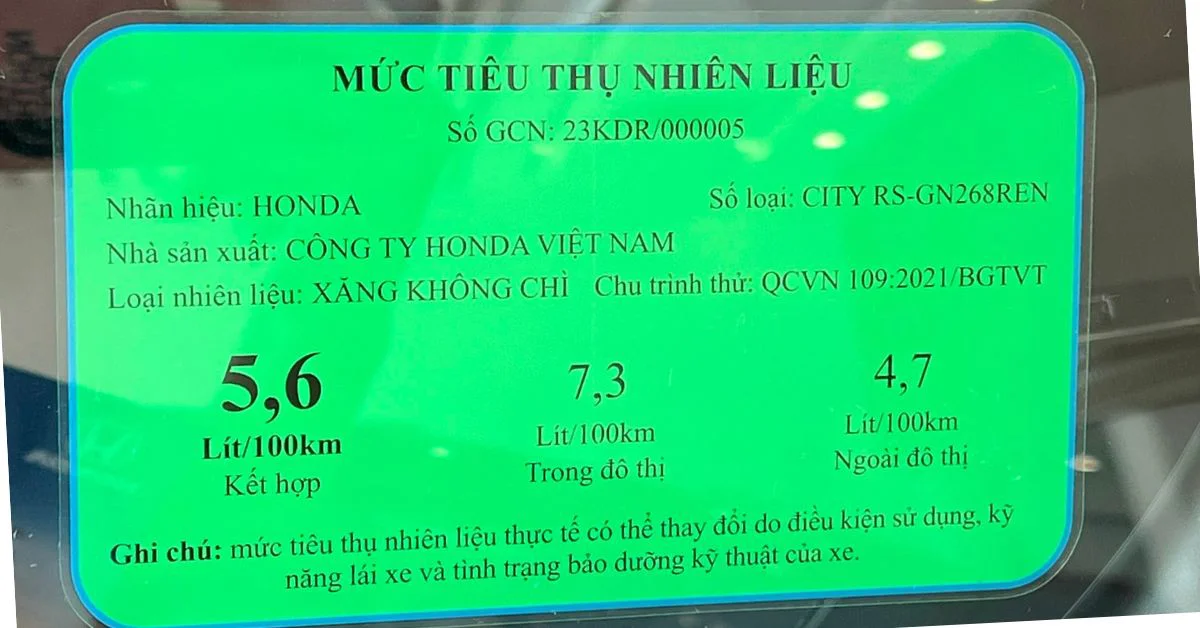 MỨC TIÊU THỤ NHIÊN LIỆU
Số GCN: 23KDR/000005
Nhãn hiệu: HONDA Số loại: CITY RS-GN268REN
Nhà sản xuất: CÔNG TY HONDA VIỆT NAM
Loại nhiên liệu: XĂNG KHÔNG CHÌ Chu trình thử: QCVN 109:2021/BGTVT
5,6 7,3 4,7
Lít/100km Lít/100km Lít/100km
Kết hợp Trong đô thị Ngoài đô thị
Ghi chú: mức tiêu thụ nhiên liệu thực tế có thể thay đổi do điều kiện sử dụng, kỹ
năng lái xe và tình trạng bảo dưỡng kỹ thuật của xe.